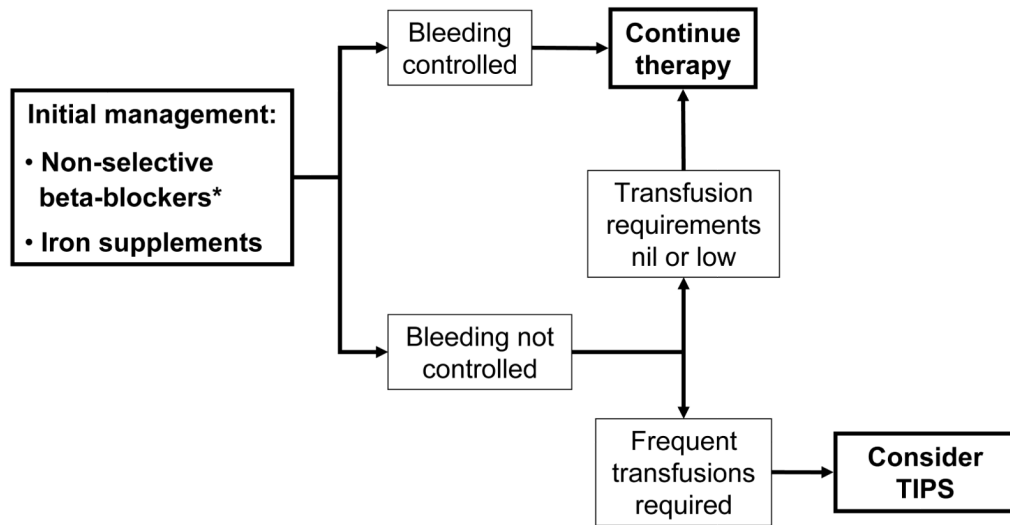 Initial management:
• Non-selective
beta-blockers*
• Iron supplements
Bleeding
controlled
Continue
therapy
Transfusion
requirements
nil or low
Bleeding not
controlled
Frequent
transfusions
required
Consider
TIPS